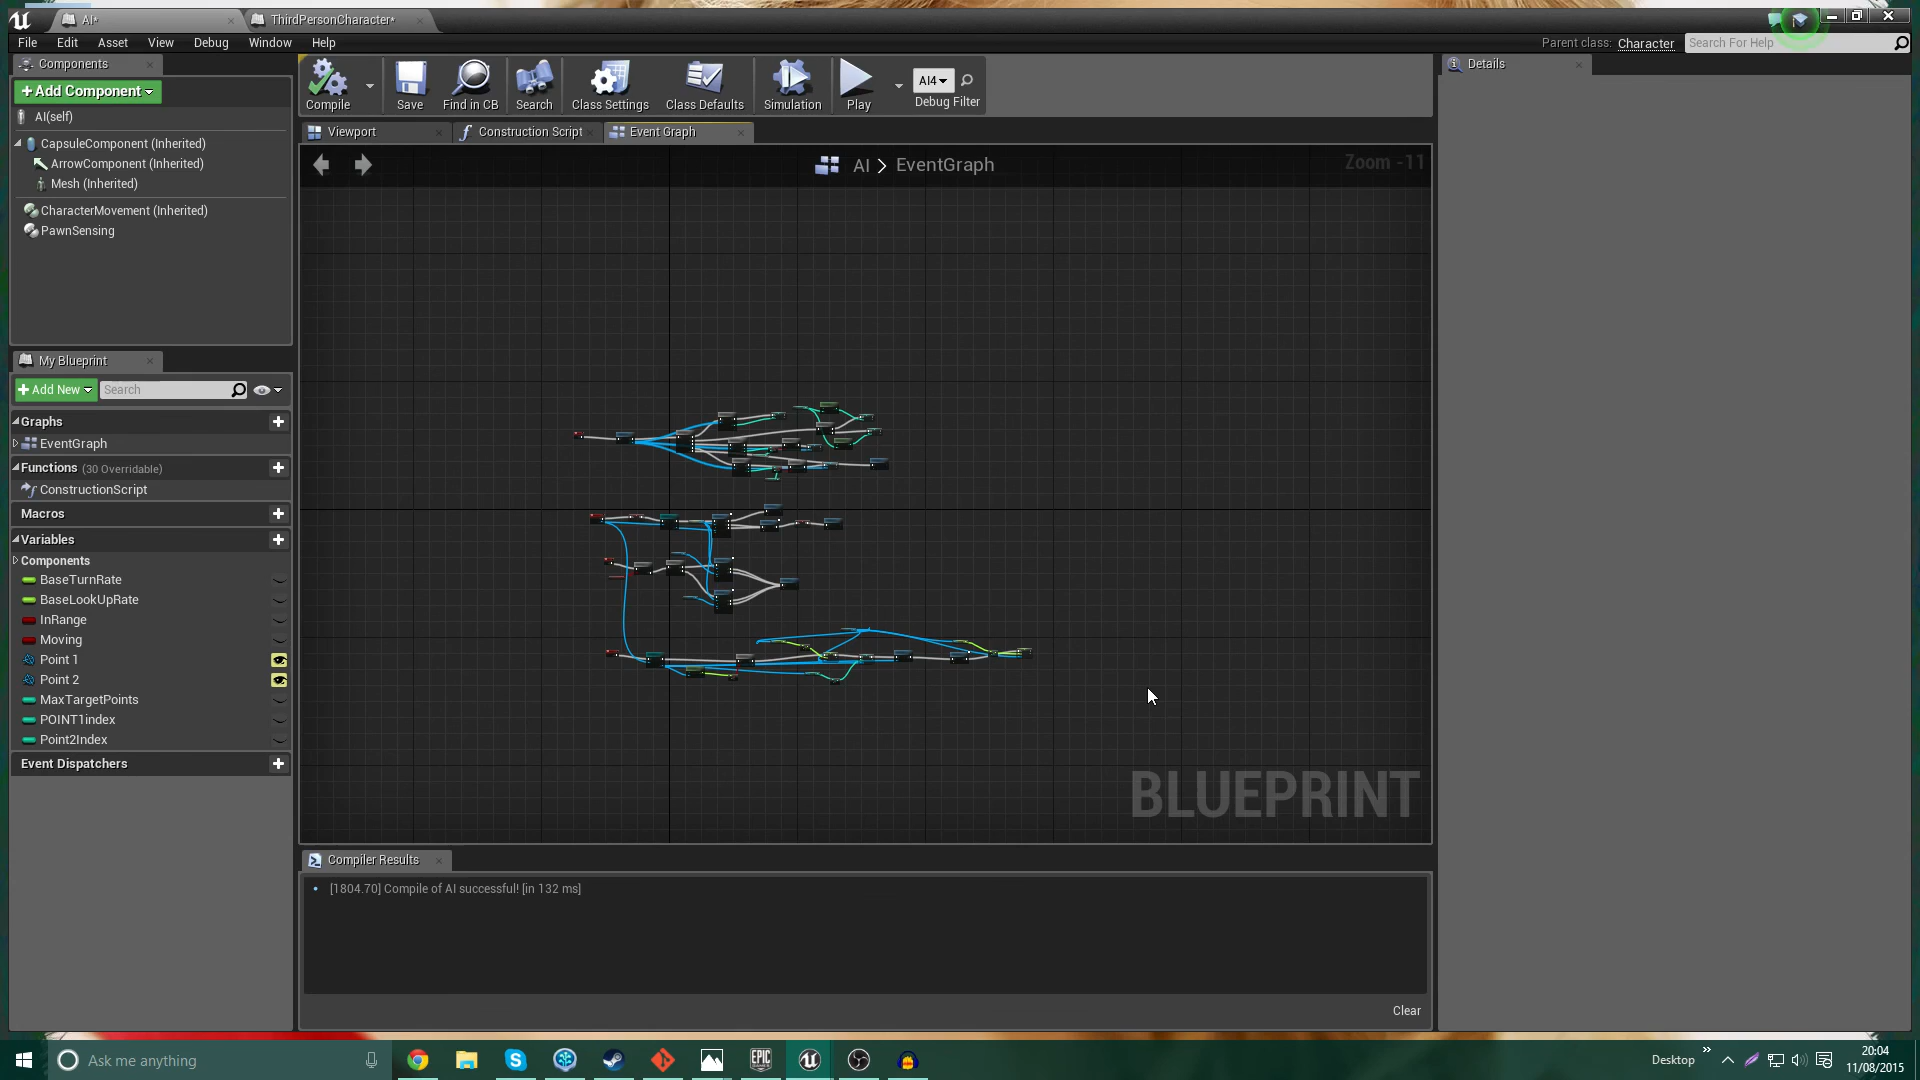 AI*
ThirdPersonCharacter*
File Edit Asset View Debug Window Help
Parent class: Character
Search For Help
Components
+Add Component
AI(self)
CapsuleComponent (Inherited)
ArrowComponent (Inherited)
Mesh (Inherited)
CharacterMovement (Inherited)
PawnSensing
Compile
Save
Find in CB
Search
Class Settings
Class Defaults
Simulation
Play
AI4
Debug Filter
Details
Viewport
Construction Script
Event Graph
AI > EventGraph
Zoom -11
BLUEPRINT
My Blueprint
+Add New
Search
Graphs
EventGraph
Functions (30 Overridable)
ConstructionScript
Macros
Variables
Components
BaseTurnRate
BaseLookUpRate
InRange
Moving
Point 1
Point 2
MaxTargetPoints
POINT1index
Point2Index
Event Dispatchers
Compiler Results
[1804.70] Compile of AI successful! [in 132 ms]
Clear
Ask me anything
EPIC
Desktop
20:04
11/08/2015